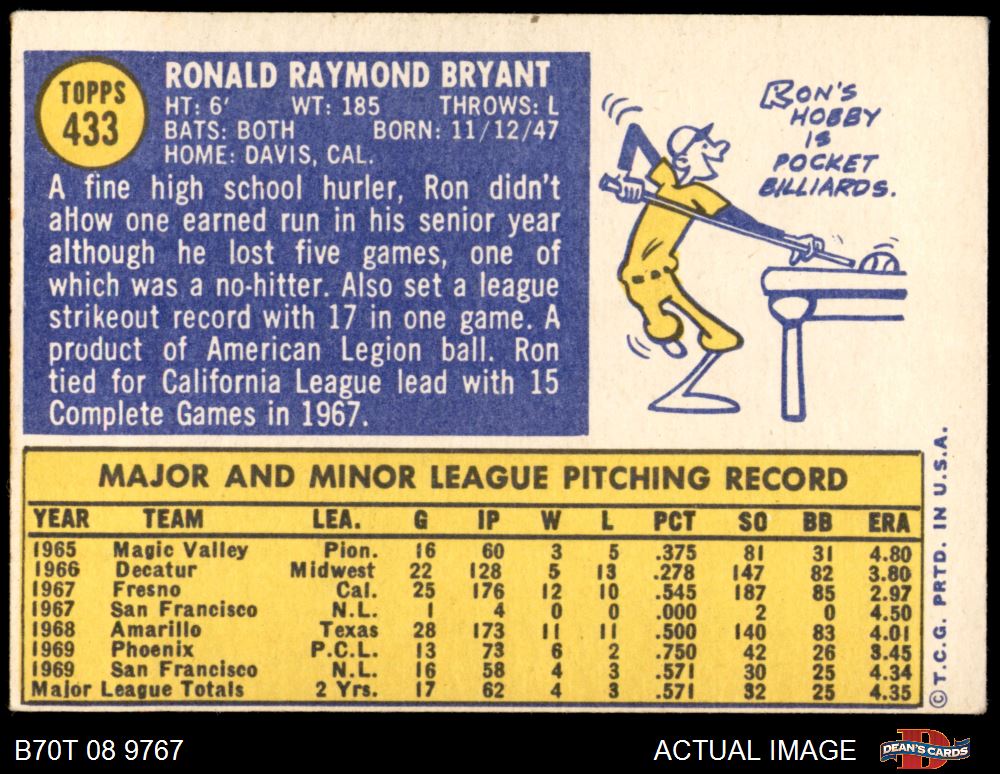 TOPPS
433
RONALD RAYMOND BRYANT
HT: 6' WT: 185 THROWS: L
BATS: BOTH BORN: 11/12/47
HOME: DAVIS, CAL.
A fine high school hurler, Ron didn't
allow one earned run in his senior year
although he lost five games, one of
which was a no-hitter. Also set a league
strikeout record with 17 in one game. A
product of American Legion ball. Ron
tied for California League lead with 15
Complete Games in 1967.
RON'S
HOBBY
IS
POCKET
BILLIARDS.
MAJOR AND MINOR LEAGUE PITCHING RECORD
YEAR TEAM LEA. G IP W L PCT SO BB ERA
1965 Magic Valley Pion. 16 60 3 5 .375 81 31 4.80
1966 Decatur Midwest 22 128 5 13 .278 147 82 3.80
1967 Fresno Cal. 25 176 12 10 .545 187 85 2.97
1967 San Francisco N.L. 1 4 0 0 .000 2 0 4.50
1968 Amarillo Texas 28 173 11 11 .500 140 83 4.01
1969 Phoenix P.C.L. 13 73 6 2 .750 42 26 3.45
1969 San Francisco N.L. 16 58 4 3 .571 30 25 4.34
Major League Totals 2 Yrs. 17 62 4 3 .571 32 25 4.35
© T.C.G. PRTD. IN U.S.A.
B70T 08 9767 ACTUAL IMAGE
DEAN'S CARDS